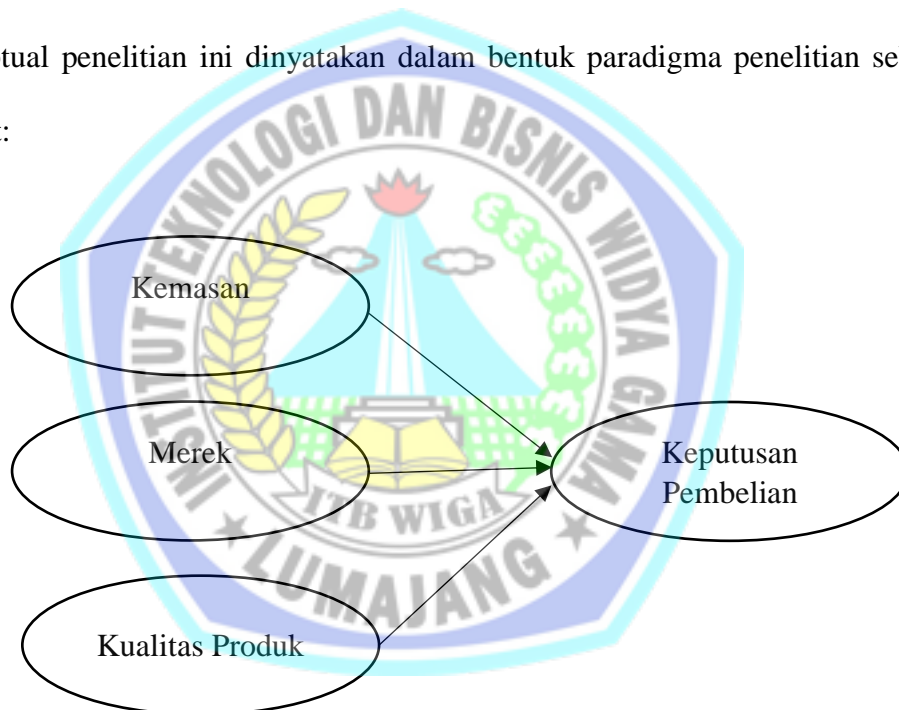 tual penelitian ini dinyatakan dalam bentuk paradigma penelitian se
:
INSTITUT TEKNOLOGI DAN BISNIS WIDYA GAMA
Kemasan
Merek
Keputusan
Pembelian
ITB WIGA
LUMAJANG
Kualitas Produk